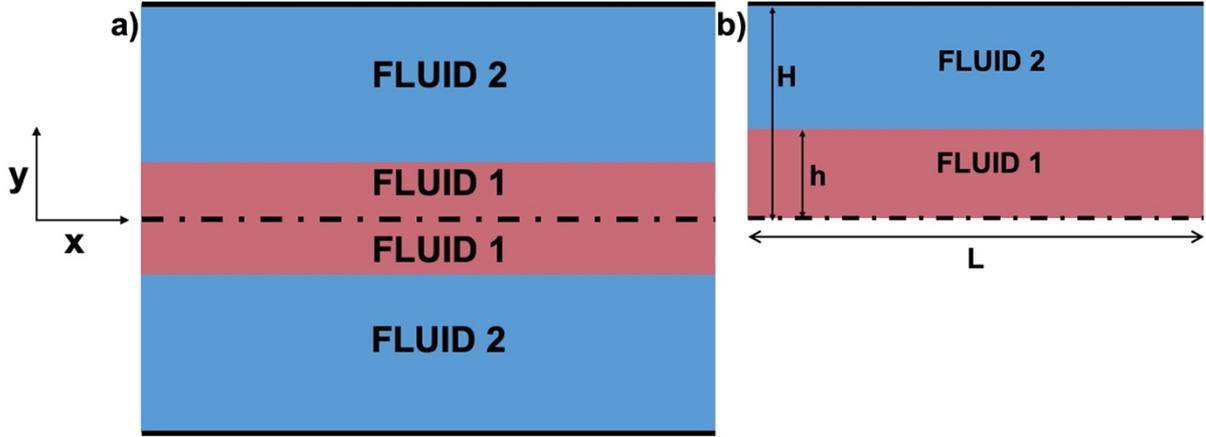 a)
FLUID 2
FLUID 1
FLUID 1
FLUID 2
y
x
b)
H
FLUID 2
h
FLUID 1
L